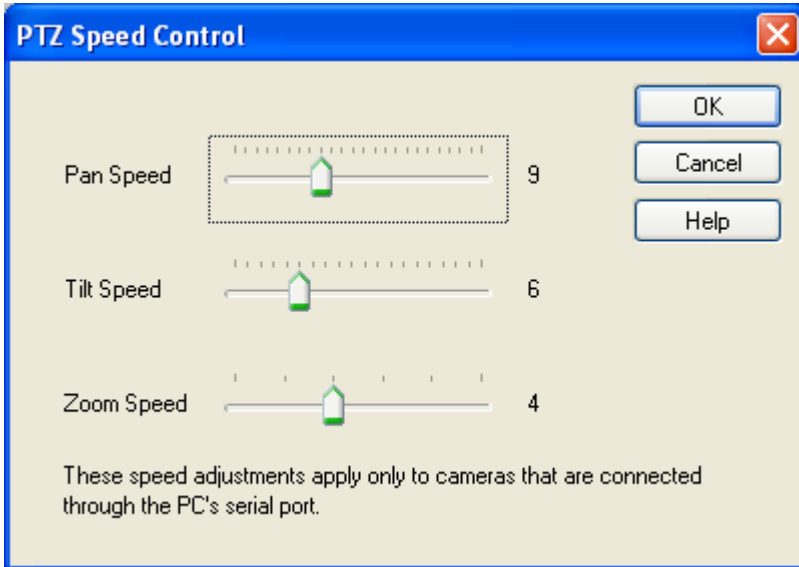 PTZ Speed Control
OK
Pan Speed 9
Cancel
Help
Tilt Speed 6
Zoom Speed 4
These speed adjustments apply only to cameras that are connected
through the PC's serial port.